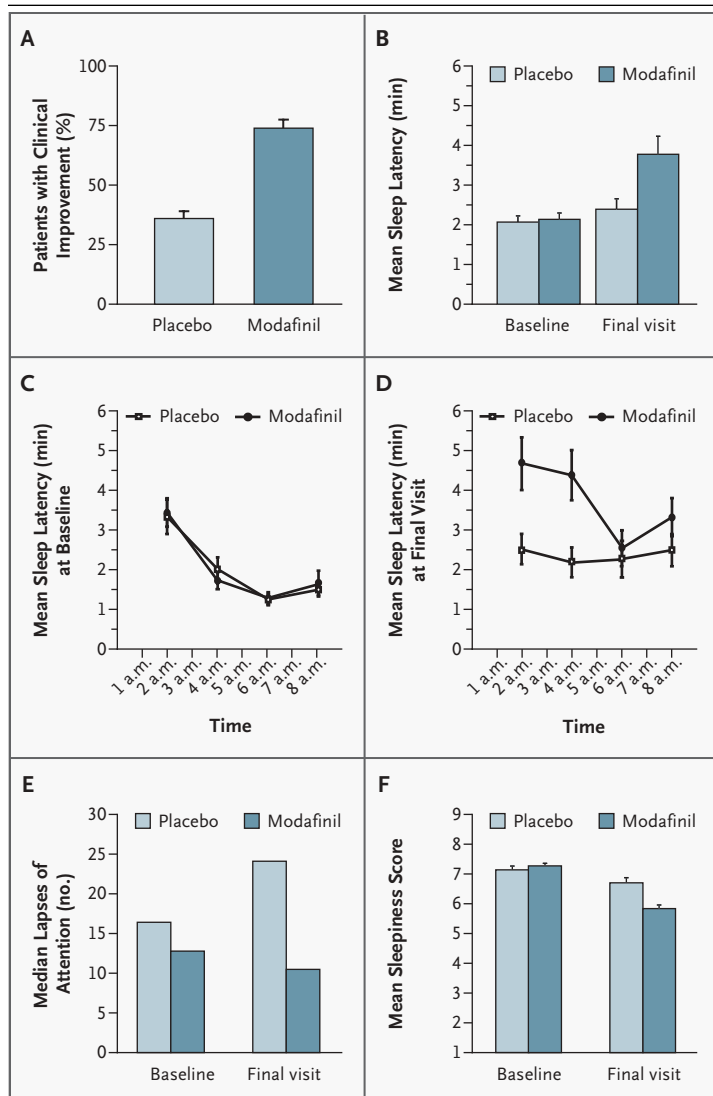 A
Patients with Clinical
Improvement (%)
100
75
50
25
0
Placebo
Modafinil
B
Placebo
Modafinil
Mean Sleep Latency (min)
6
5
4
3
2
1
0
Baseline
Final visit
C
Placebo
Modafinil
Mean Sleep Latency (min)
at Baseline
6
5
4
3
2
1
0
1 a.m.
2 a.m.
3 a.m.
4 a.m.
5 a.m.
6 a.m.
7 a.m.
8 a.m.
Time
D
Placebo
Modafinil
Mean Sleep Latency (min)
at Final Visit
6
5
4
3
2
1
0
1 a.m.
2 a.m.
3 a.m.
4 a.m.
5 a.m.
6 a.m.
7 a.m.
8 a.m.
Time
E
Placebo
Modafinil
Median Lapses of
Attention (no.)
30
25
20
15
10
5
0
Baseline
Final visit
F
Placebo
Modafinil
Mean Sleepiness Score
9
8
7
6
5
4
3
2
1
Baseline
Final visit